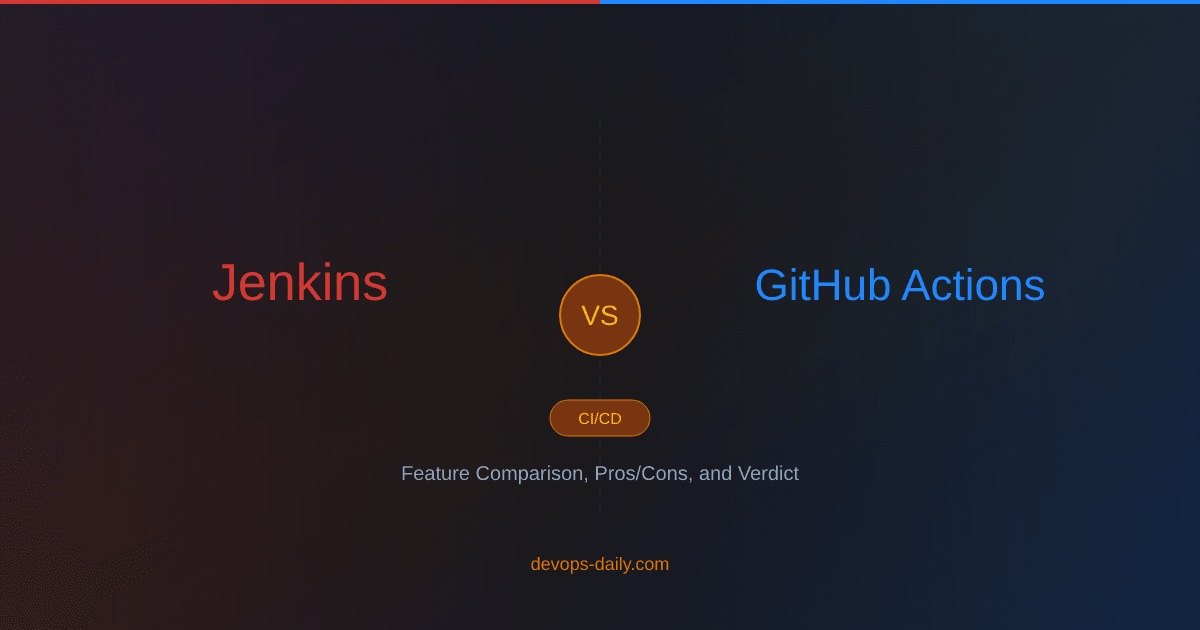 Jenkins
GitHub Actions
VS
CI/CD
Feature Comparison, Pros/Cons, and Verdict
devops-daily.com